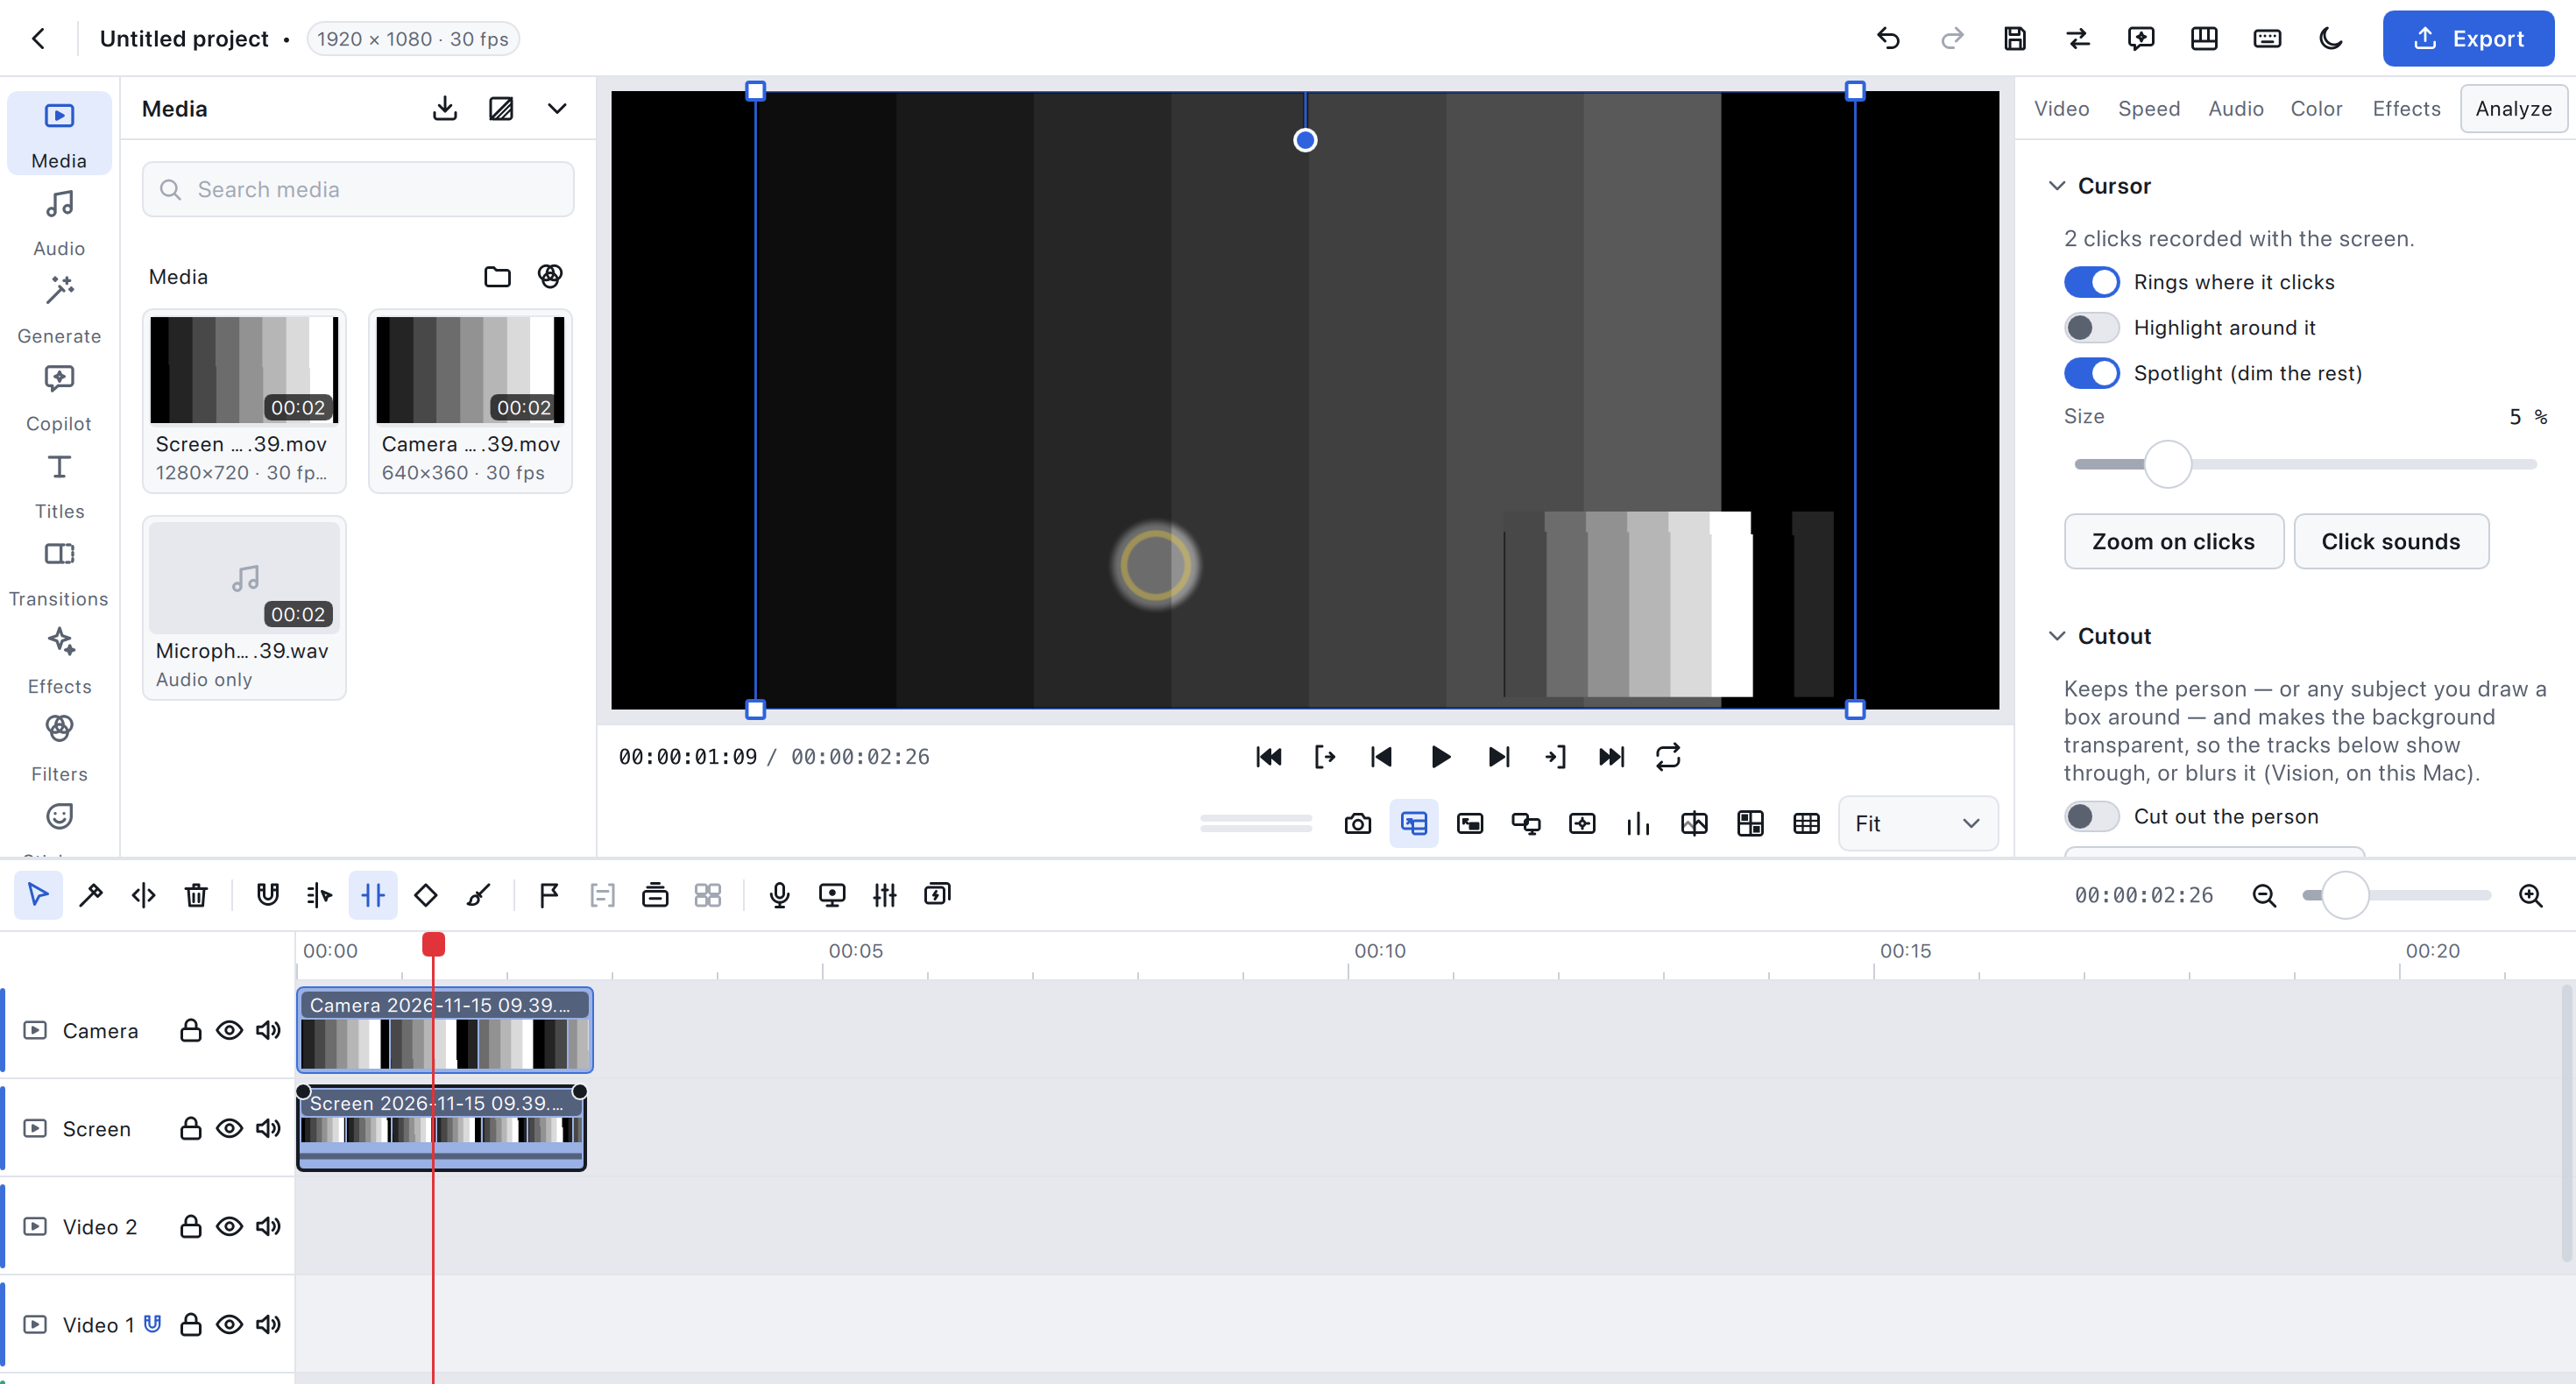 Untitled project • 1920 × 1080 · 30 fps
Export
Media
Audio
Generate
Copilot
Titles
Transitions
Effects
Filters
Media
Search media
Media
00:02
00:02
Screen ... .39.mov
Camera ... .39.mov
1280×720 · 30 fp...
640×360 · 30 fps
00:02
Microph... .39.wav
Audio only
00:00:01:09 / 00:00:02:26
Fit
Video Speed Audio Color Effects Analyze
Cursor
2 clicks recorded with the screen.
Rings where it clicks
Highlight around it
Spotlight (dim the rest)
Size 5 %
Zoom on clicks Click sounds
Cutout
Keeps the person — or any subject you draw a
box around — and makes the background
transparent, so the tracks below show
through, or blurs it (Vision, on this Mac).
Cut out the person
00:00:02:26
00:00 00:05 00:10 00:15 00:20
Camera
Camera 2026-11-15 09.39....
Screen
Screen 2026-11-15 09.39....
Video 2
Video 1